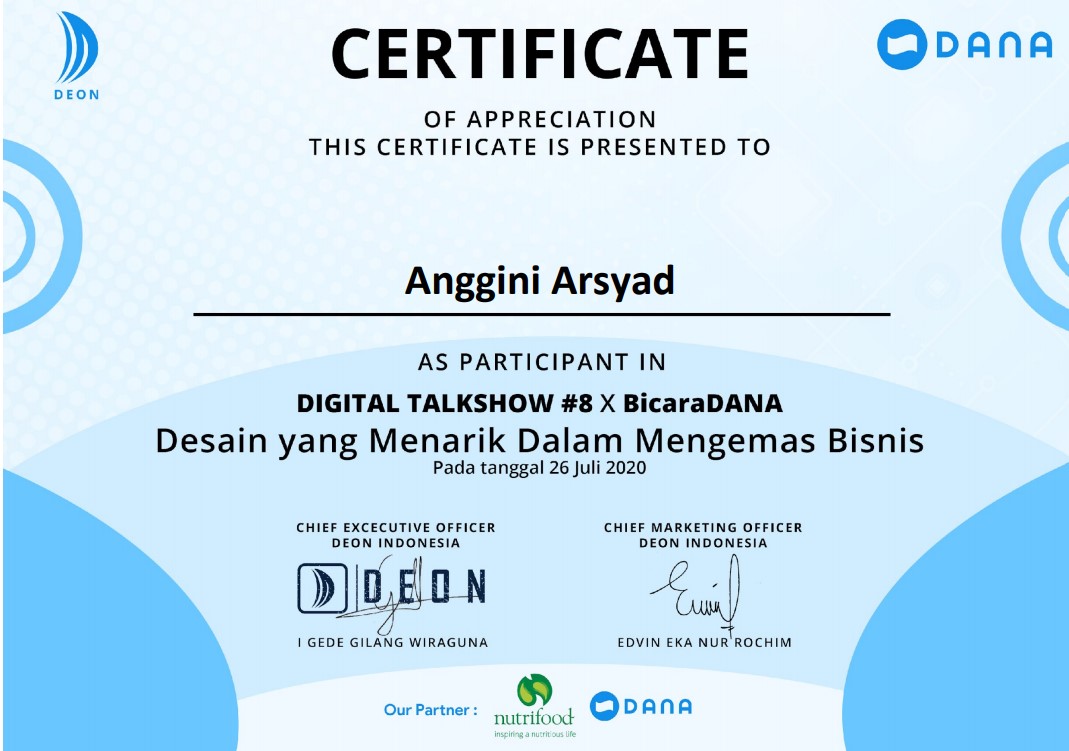 DEON
DANA
CERTIFICATE
OF APPRECIATION
THIS CERTIFICATE IS PRESENTED TO
Anggini Arsyad
AS PARTICIPANT IN
DIGITAL TALKSHOW #8 X BicaraDANA
Desain yang Menarik Dalam Mengemas Bisnis
Pada tanggal 26 Juli 2020
CHIEF EXCECUTIVE OFFICER
DEON INDONESIA
DEON
I GEDE GILANG WIRAGUNA
CHIEF MARKETING OFFICER
DEON INDONESIA
EDVIN EKA NUR ROCHIM
Our Partner :
nutrifood
inspiring a nutritious life
DANA